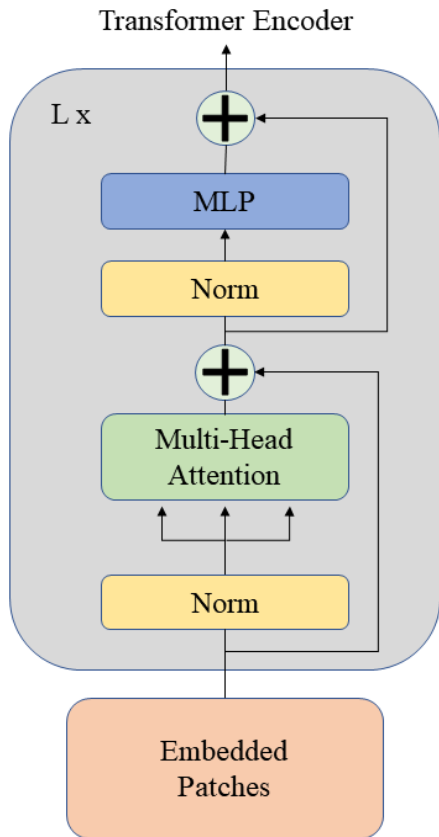 Transformer Encoder
L x
MLP
Norm
Multi-Head
Attention
Norm
Embedded
Patches